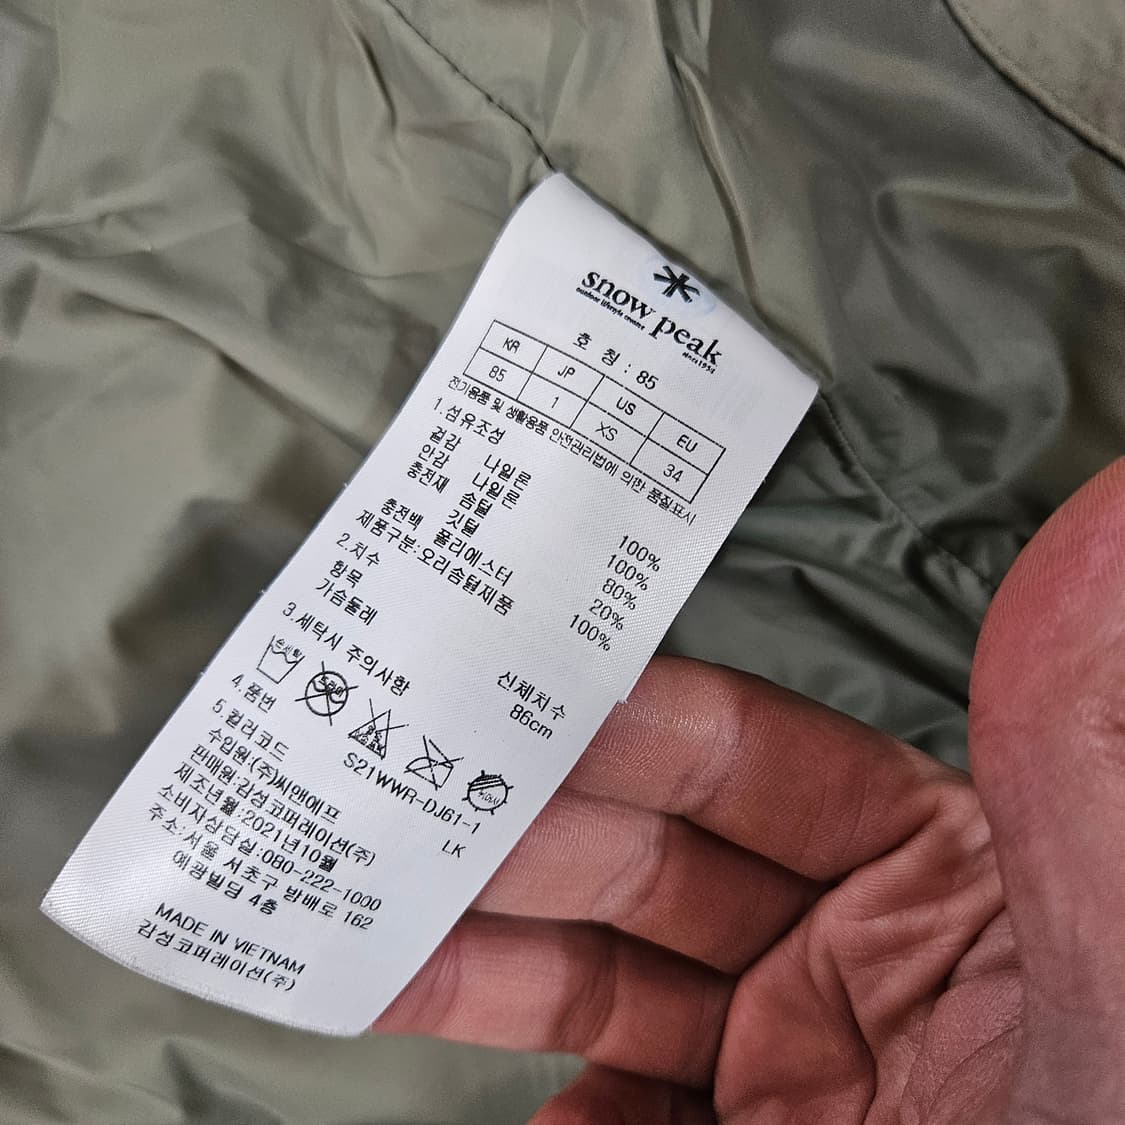 snow peak
outdoor lifestyle creator
since1958
호 칭 : 85
KR JP US EU
85 1 XS 34
전기용품 및 생활용품 안전관리법에 의한 품질표시
1.섬유조성
겉감 나일론 100%
안감 나일론 100%
충전재 솜털 80%
깃털 20%
충전백 폴리에스터 100%
제품구분:오리솜털제품
2.치수
항목 신체치수
가슴둘레 86cm
3.세탁시 주의사항
손세탁
드라이
4.품번 S21WWR-DJ61-1
5.컬러코드 LK
수입원:(주)씨앤에프
판매원:감성코퍼레이션(주)
제조년월:2021년10월
소비자상담실:080-222-1000
주소:서울 서초구 방배로 162
예광빌딩 4층
MADE IN VIETNAM
감성코퍼레이션(주)